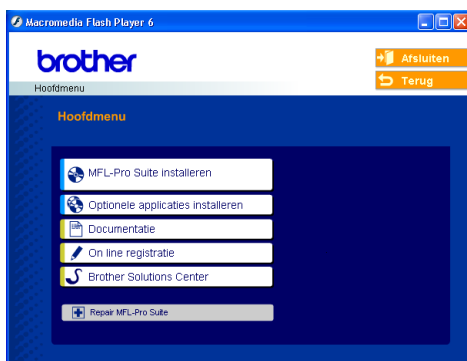 Macromedia Flash Player 6
brother
Afsluiten
Terug
Hoofdmenu
Hoofdmenu
MFL-Pro Suite installeren
Optionele applicaties installeren
Documentatie
On line registratie
Brother Solutions Center
Repair MFL-Pro Suite